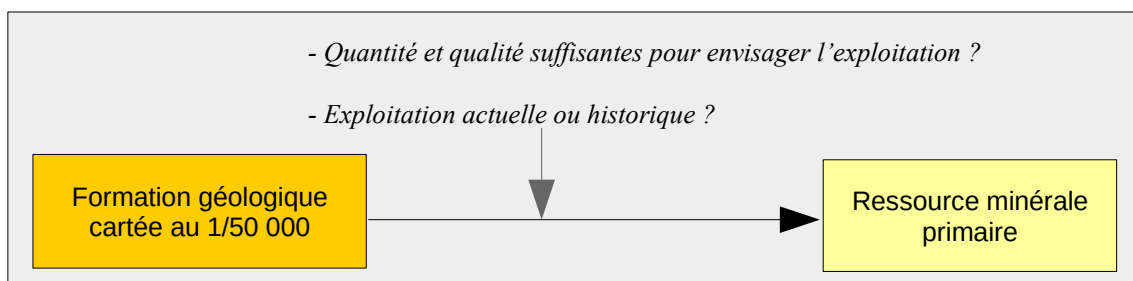 - Quantité et qualité suffisantes pour envisager l’exploitation ?
- Exploitation actuelle ou historique ?
Formation géologique
cartée au 1/50 000
Ressource minérale
primaire